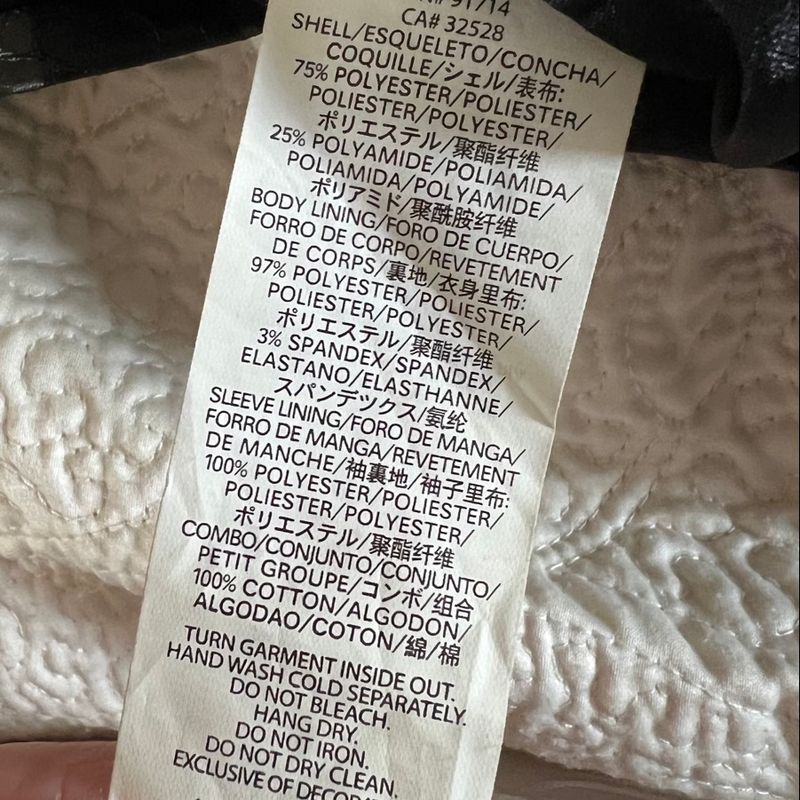 91/14
CA# 32528
SHELL/ESQUELETO/CONCHA/
COQUILLE/シェル/表布:
75% POLYESTER/POLIESTER/
POLIESTER/POLYESTER/
ポリエステル/聚酯纤维
25% POLYAMIDE/POLIAMIDA/
POLIAMIDA/POLYAMIDE/
ポリアミド/聚酰胺纤维
BODY LINING/FORO DE CUERPO/
FORRO DE CORPO/REVETEMENT
DE CORPS/裏地/衣身里布:
97% POLYESTER/POLIESTER/
POLIESTER/POLYESTER/
ポリエステル/聚酯纤维
3% SPANDEX/SPANDEX/
ELASTANO/ELASTHANNE/
スパンデックス/氨纶
SLEEVE LINING/FORO DE MANGA/
FORRO DE MANGA/REVETEMENT
DE MANCHE/袖裏地/袖子里布:
100% POLYESTER/POLIESTER/
POLIESTER/POLYESTER/
ポリエステル/聚酯纤维
COMBO/CONJUNTO/CONJUNTO/
PETIT GROUPE/コンボ/组合
100% COTTON/ALGODON/
ALGODAO/COTON/綿/棉
TURN GARMENT INSIDE OUT.
HAND WASH COLD SEPARATELY.
DO NOT BLEACH.
HANG DRY.
DO NOT IRON.
DO NOT DRY CLEAN.
EXCLUSIVE OF